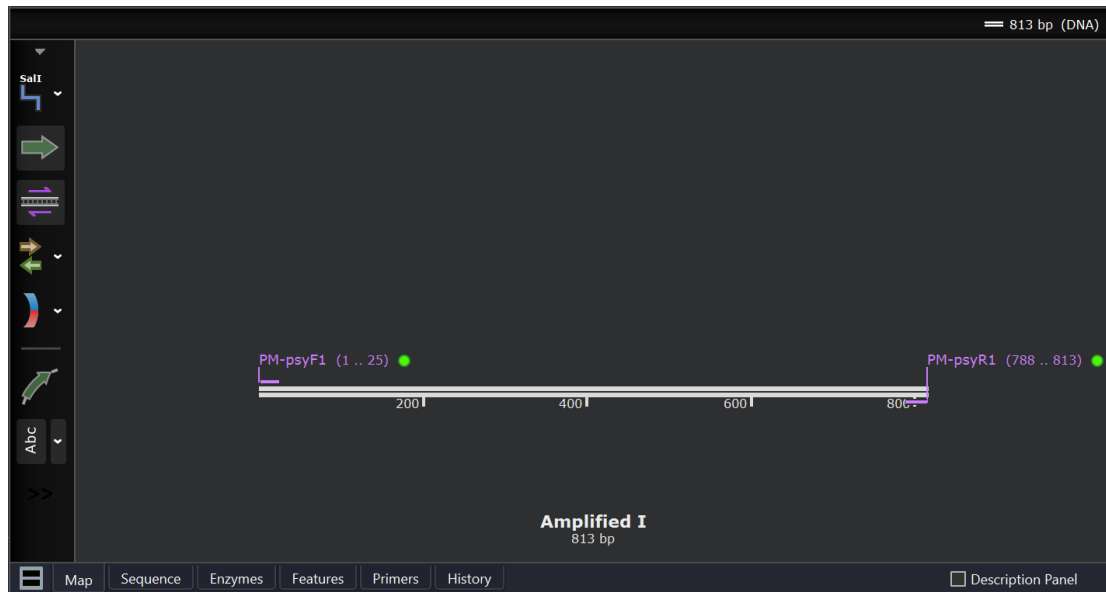 813 bp (DNA)
SalI
PM-psyF1 (1 .. 25)
PM-psyR1 (788 .. 813)
200 400 600 800
Abc
>>
Amplified I
813 bp
Map Sequence Enzymes Features Primers History Description Panel